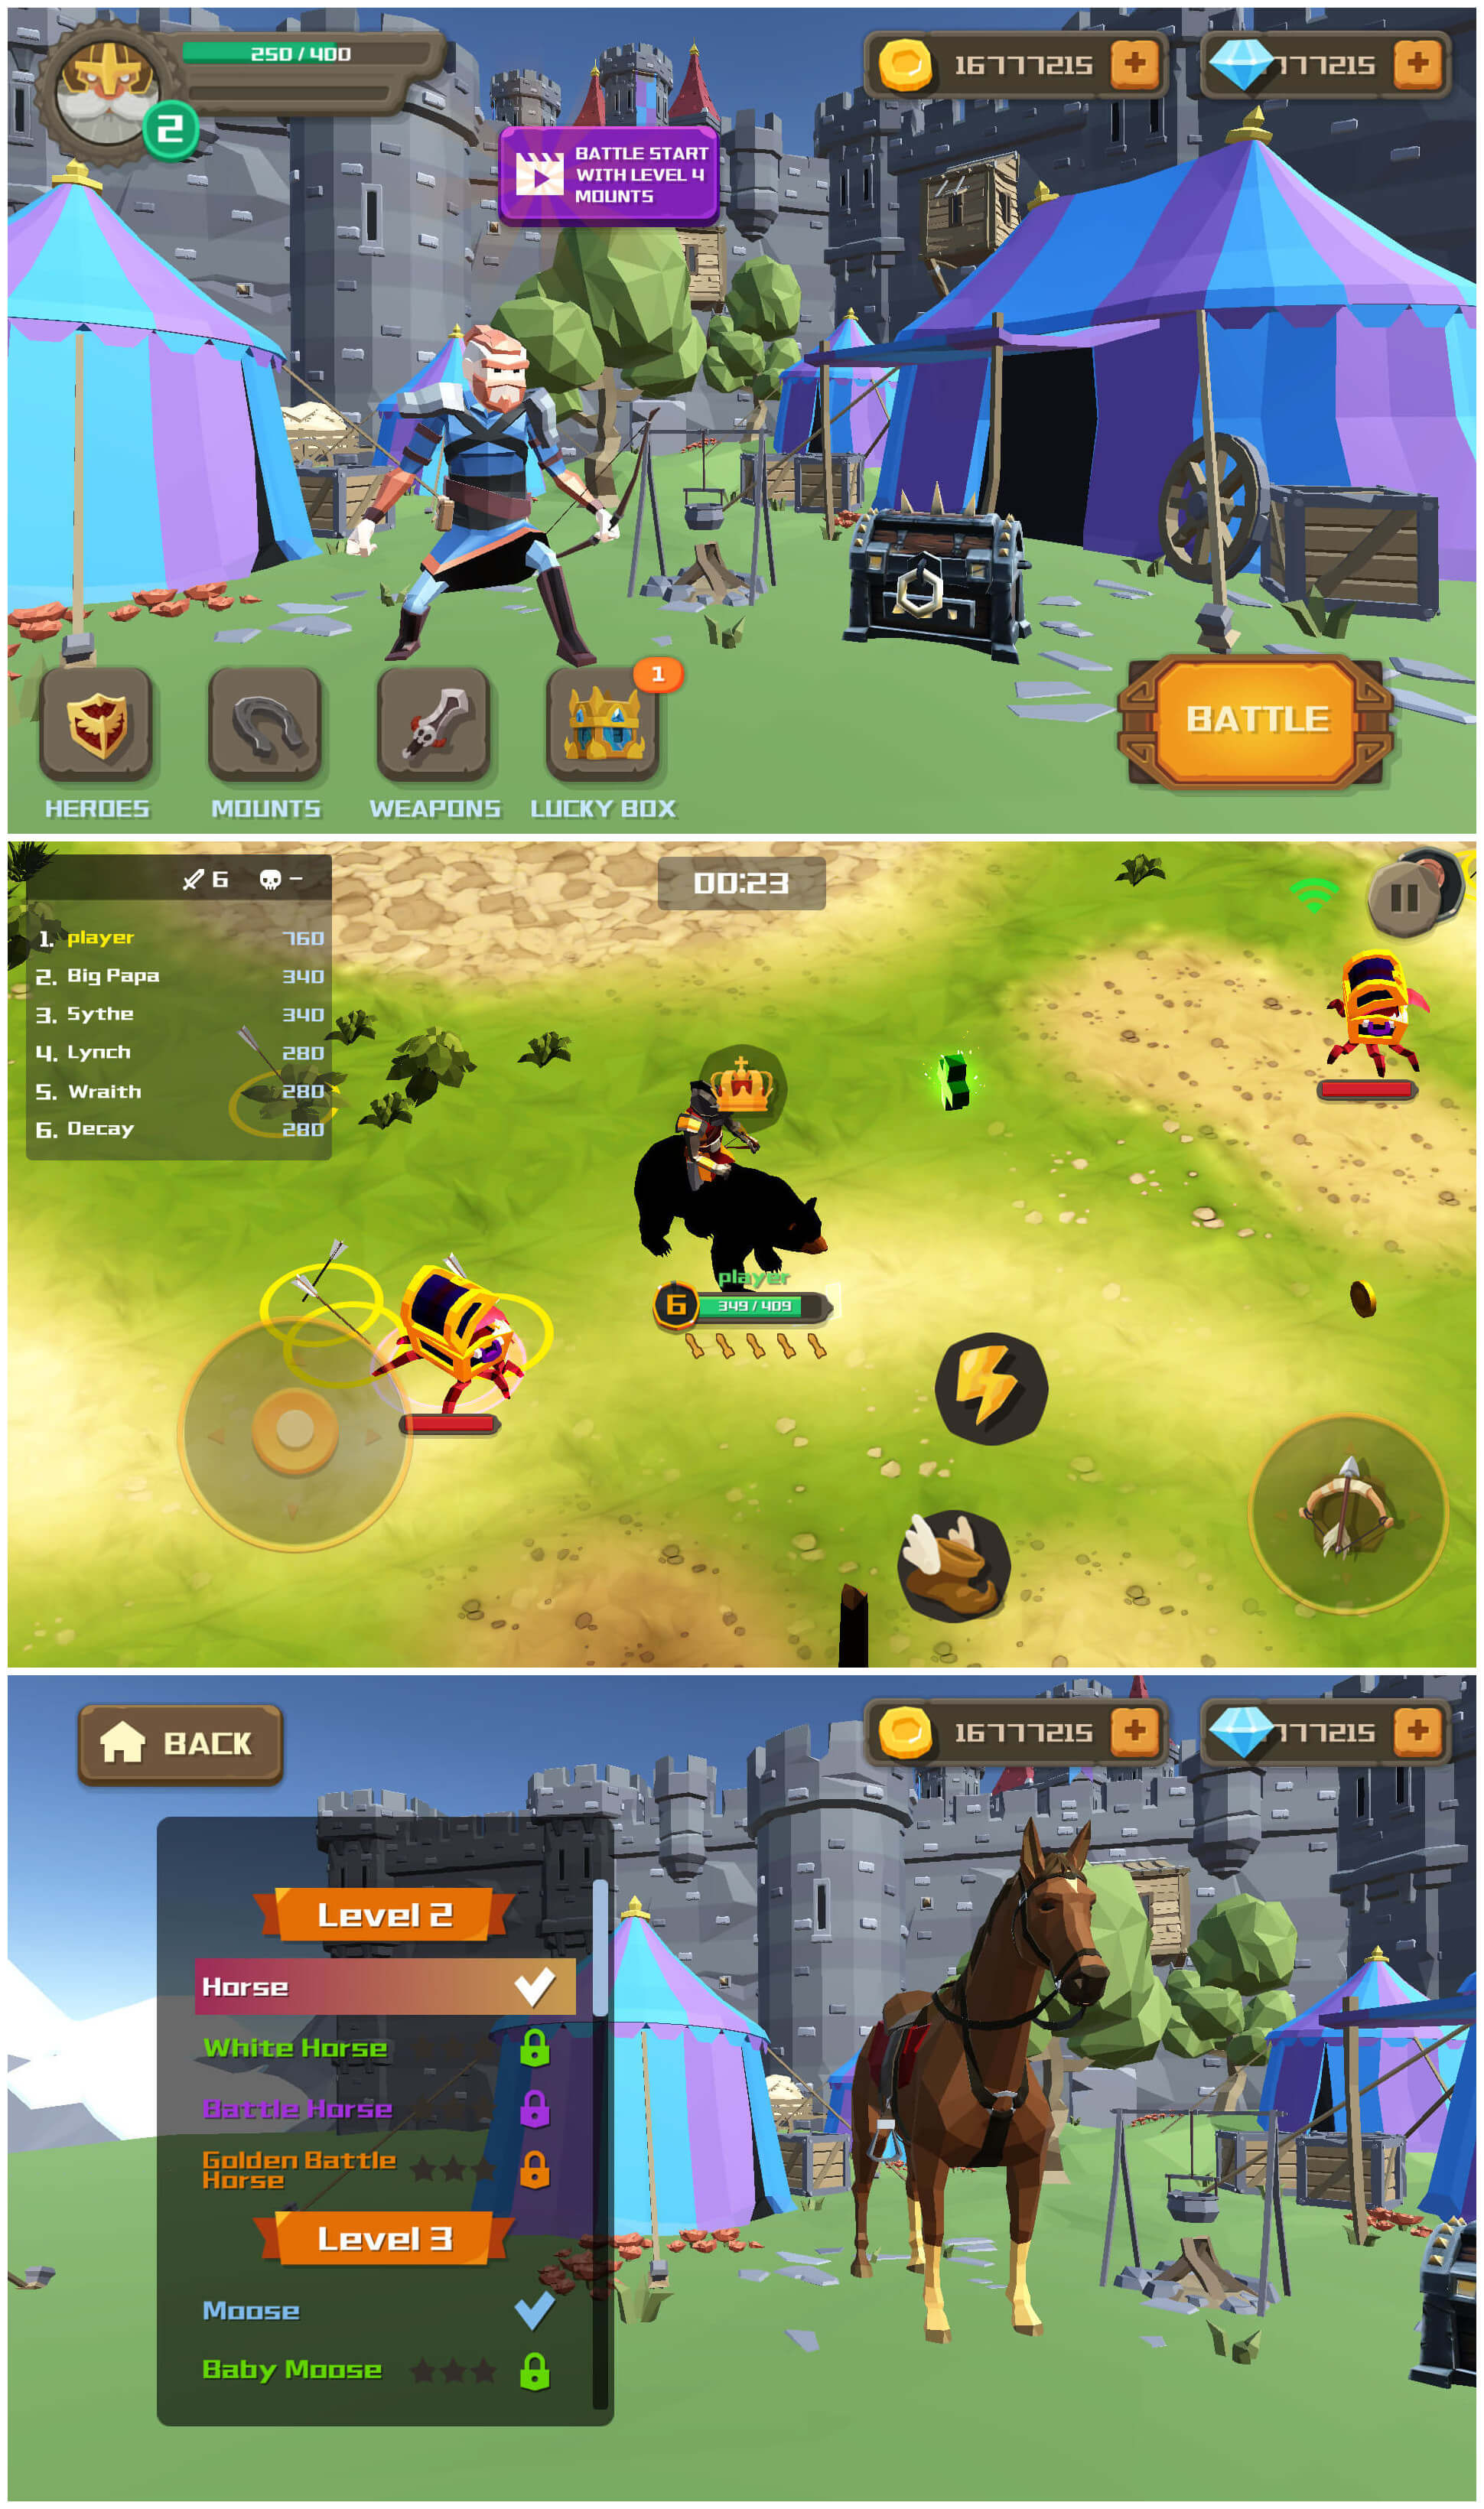 250 / 400
16777215
777215
2
BATTLE START
WITH LEVEL 4
MOUNTS
1
BATTLE
HEROES
MOUNTS
WEAPONS
LUCKY BOX
6 –
00:23
1. player 760
2. Big Papa 340
3. Sythe 340
4. Lynch 280
5. Wraith 280
6. Decay 280
player
6
349 / 409
BACK
16777215
777215
Level 2
Horse
White Horse
Battle Horse
Golden Battle
Horse
Level 3
Moose
Baby Moose